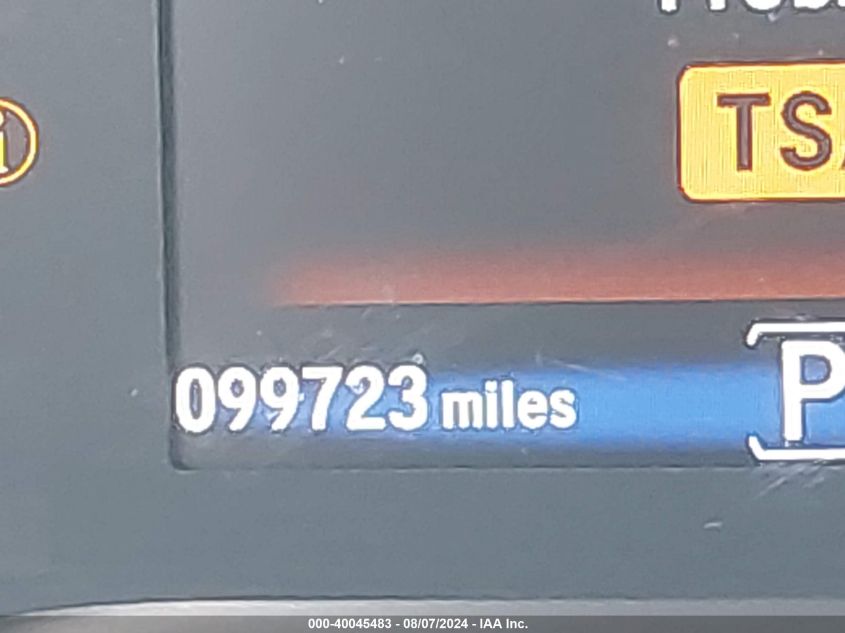 TS
099723 miles
P
000-40045483 - 08/07/2024 - IAA Inc.